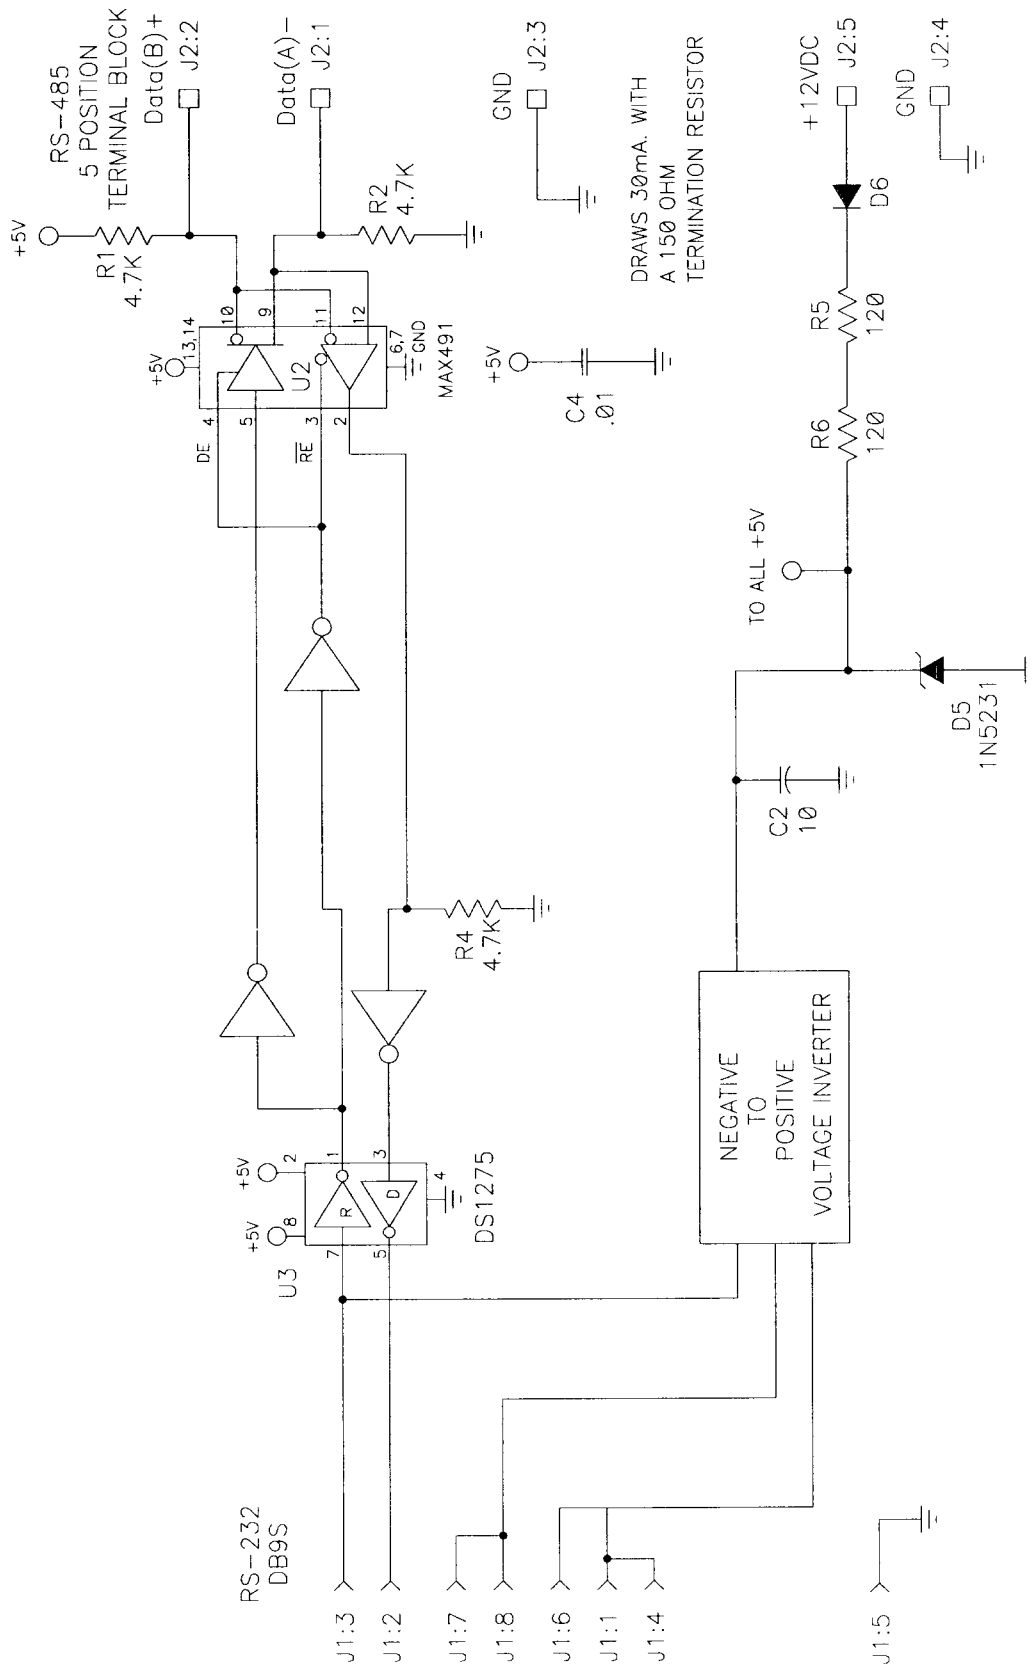 RS-232
DB9S
J1:3
J1:2
J1:7
J1:8
J1:6
J1:1
J1:4
J1:5
U3
+5V
8
+5V
2
7
R
1
5
D
3
4
DS1275
NEGATIVE
TO
POSITIVE
VOLTAGE INVERTER
R4
4.7K
C2
10
D5
1N5231
TO ALL +5V
R6
120
R5
120
D6
+12VDC
J2:5
GND
J2:4
DE
4
5
RE
3
2
+5V
13,14
U2
10
9
11
12
6,7
GND
MAX491
+5V
C4
.01
+5V
R1
4.7K
R2
4.7K
RS-485
5 POSITION
TERMINAL BLOCK
Data(B)+
J2:2
Data(A)-
J2:1
GND
J2:3
DRAWS 30mA. WITH
A 150 OHM
TERMINATION RESISTOR